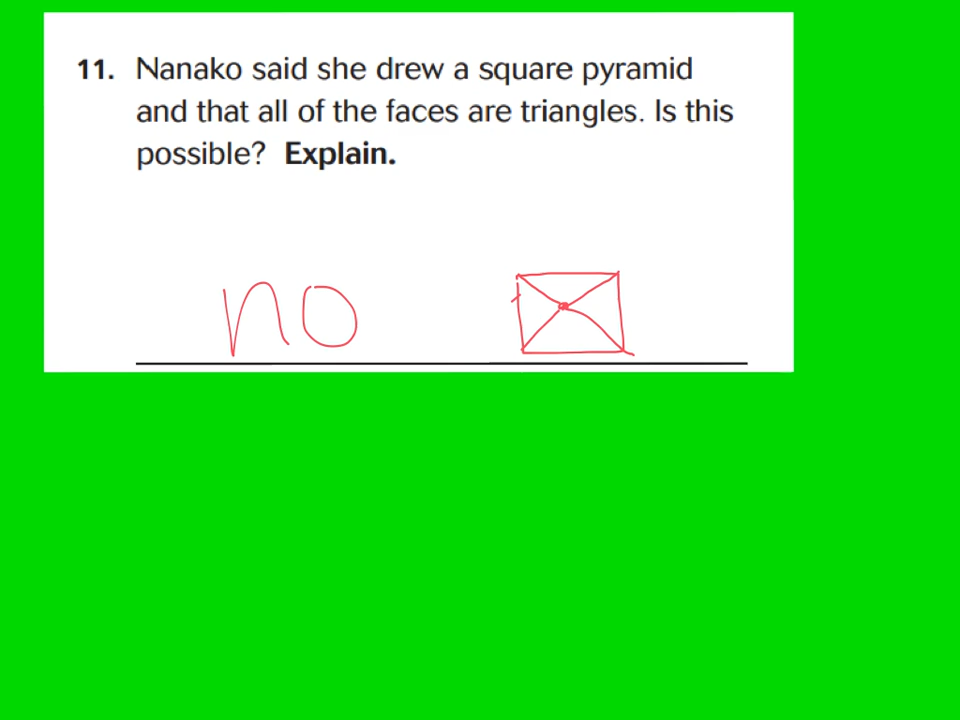 11. Nanako said she drew a square pyramid
and that all of the faces are triangles. Is this
possible? Explain.
no